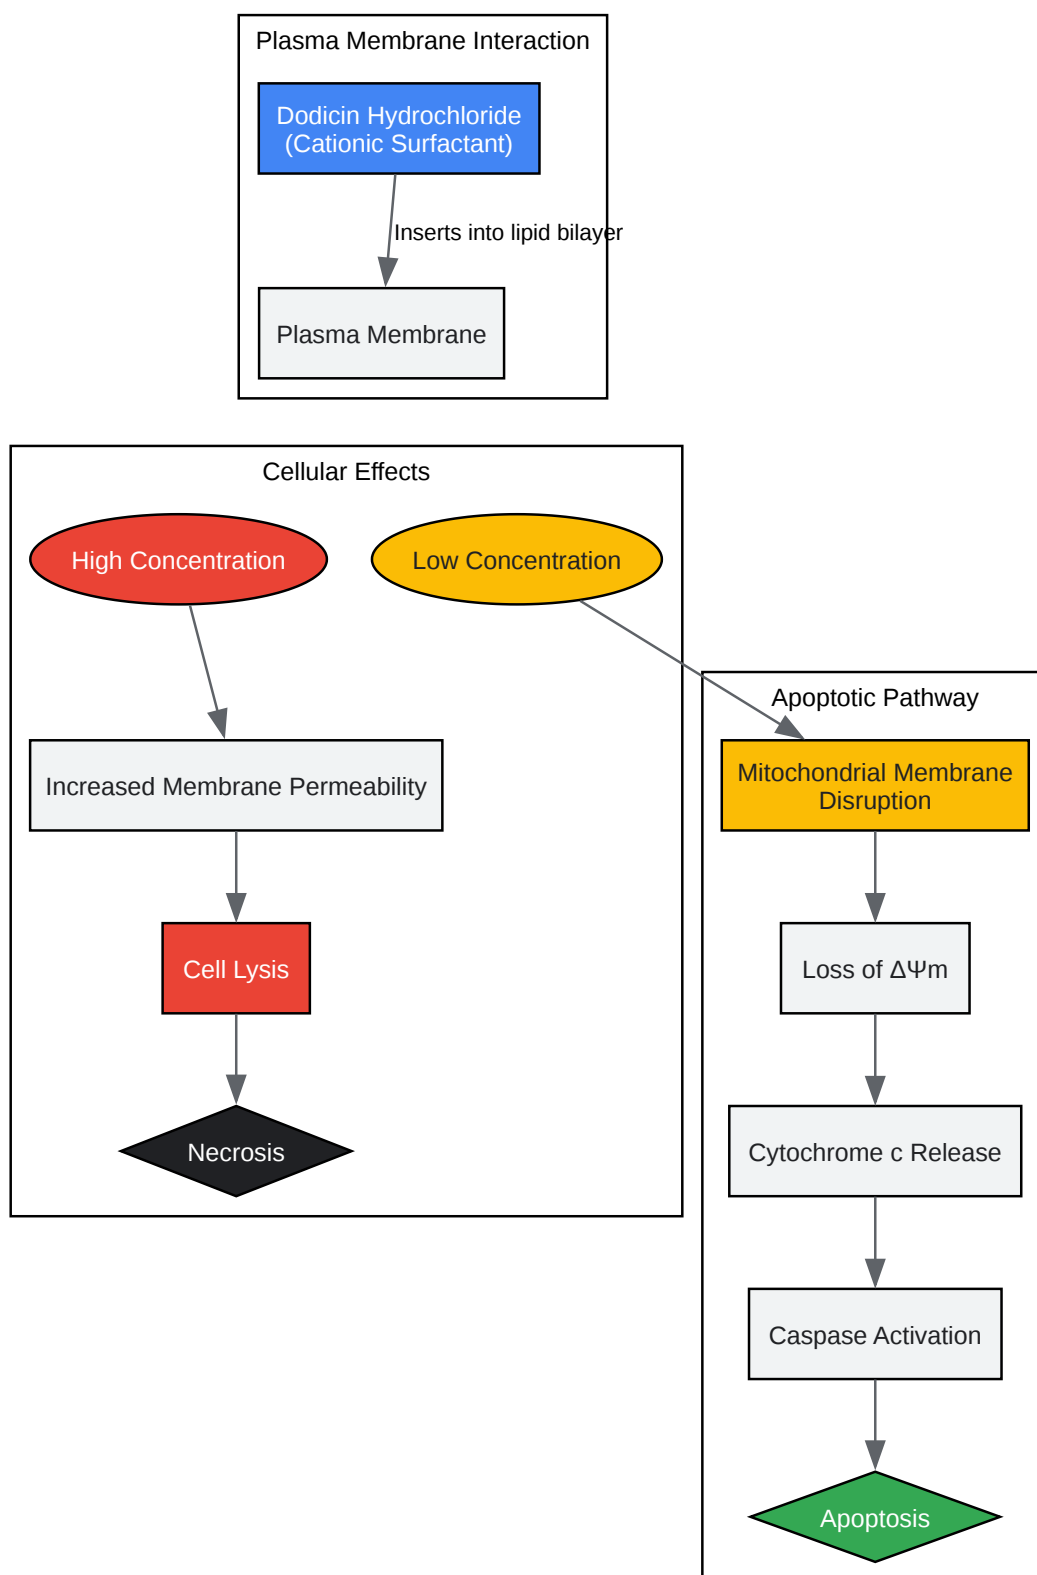 Plasma Membrane Interaction
Dodicin Hydrochloride
(Cationic Surfactant)
Inserts into lipid bilayer
Plasma Membrane
Cellular Effects
High Concentration
Low Concentration
Increased Membrane Permeability
Cell Lysis
Necrosis
Apoptotic Pathway
Mitochondrial Membrane
Disruption
Loss of ΔΨm
Cytochrome c Release
Caspase Activation
Apoptosis